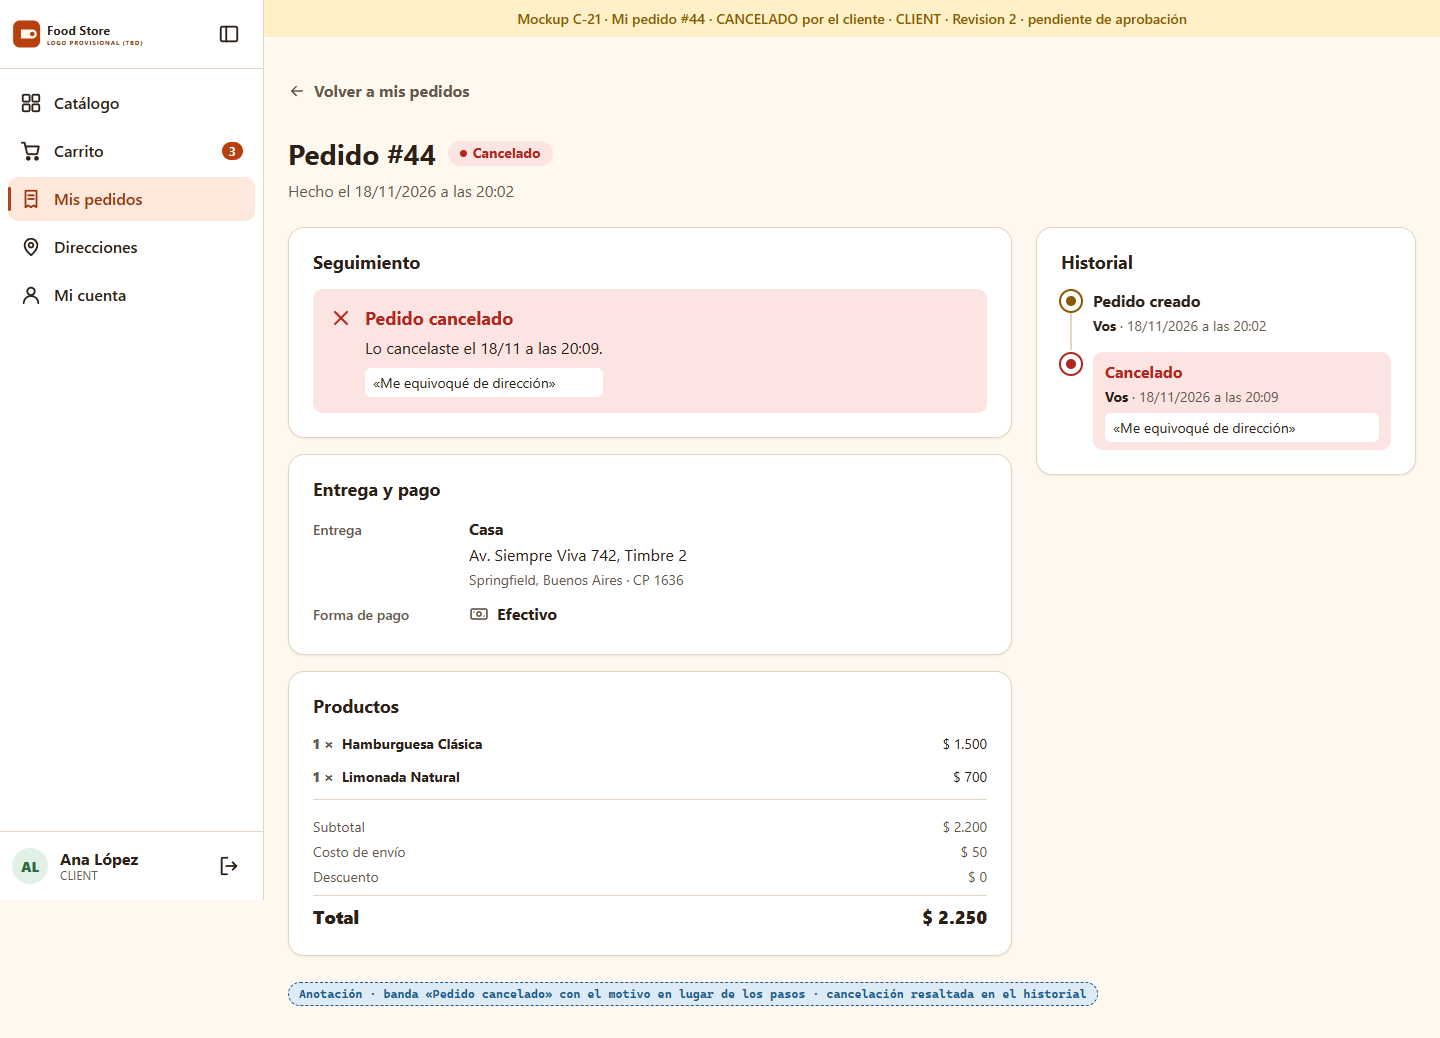 Food Store
LOGO PROVISIONAL (TBD)
Catálogo
Carrito 3
Mis pedidos
Direcciones
Mi cuenta
AL
Ana López
CLIENT
Mockup C-21 · Mi pedido #44 · CANCELADO por el cliente · CLIENT · Revision 2 · pendiente de aprobación
← Volver a mis pedidos
Pedido #44 • Cancelado
Hecho el 18/11/2026 a las 20:02
Seguimiento
Pedido cancelado
Lo cancelaste el 18/11 a las 20:09.
«Me equivoqué de dirección»
Entrega y pago
Entrega Casa
Av. Siempre Viva 742, Timbre 2
Springfield, Buenos Aires · CP 1636
Forma de pago Efectivo
Productos
1 × Hamburguesa Clásica $ 1.500
1 × Limonada Natural $ 700
Subtotal $ 2.200
Costo de envío $ 50
Descuento $ 0
Total $ 2.250
Historial
Pedido creado
Vos · 18/11/2026 a las 20:02
Cancelado
Vos · 18/11/2026 a las 20:09
«Me equivoqué de dirección»
Anotación · banda «Pedido cancelado» con el motivo en lugar de los pasos · cancelación resaltada en el historial